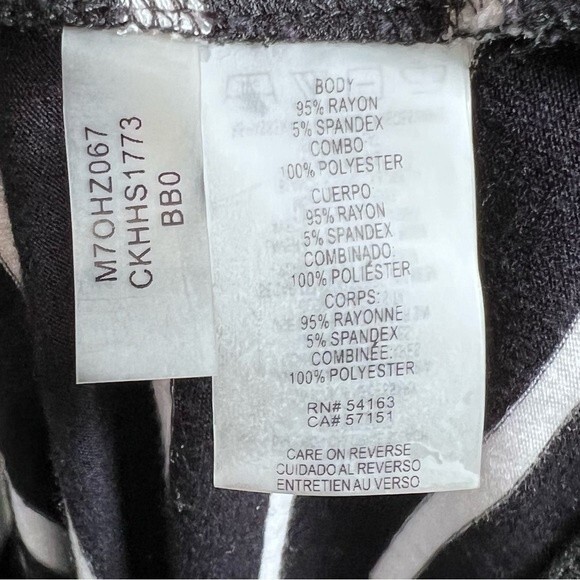 M7OHZ067
CKHHS1773
BB0
BODY
95% RAYON
5% SPANDEX
COMBO
100% POLYESTER
CUERPO
95% RAYON
5% SPANDEX
COMBINADO:
100% POLIÉSTER
CORPS:
95% RAYONNE
5% SPANDEX
COMBINÉE:
100% POLYESTER
RN# 54163
CA# 57151
CARE ON REVERSE
CUIDADO AL REVERSO
ENTRETIEN AU VERSO